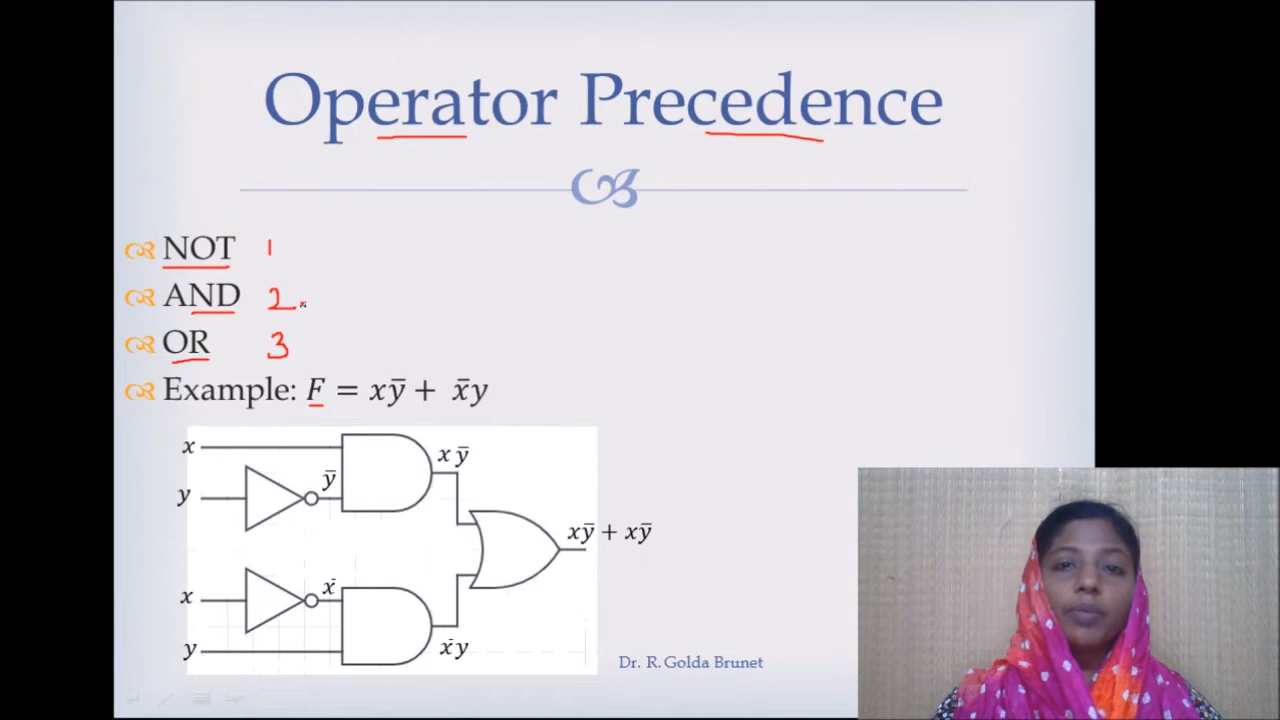 Operator Precedence
NOT 1
AND 2
OR 3
Example: F = xȳ + x̄y
x
xȳ
ȳ
y
xȳ + xȳ
x̄
x
x̄y
y
Dr. R. Golda Brunet